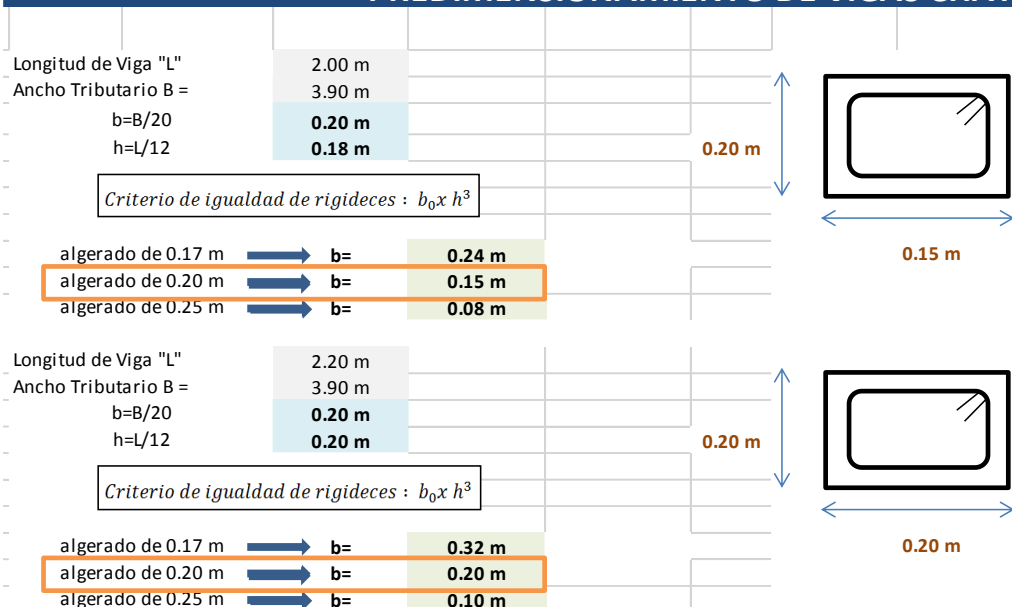 PREDIMENSIONAMIENTO DE VIGAS
Longitud de Viga "L" 2.00 m
Ancho Tributario B = 3.90 m
b=B/20 0.20 m
h=L/12 0.18 m
0.20 m
Criterio de igualdad de rigideces : b₀x h³
algerado de 0.17 m b= 0.24 m
0.15 m
algerado de 0.20 m b= 0.15 m
algerado de 0.25 m b= 0.08 m
Longitud de Viga "L" 2.20 m
Ancho Tributario B = 3.90 m
b=B/20 0.20 m
h=L/12 0.20 m
0.20 m
Criterio de igualdad de rigideces : b₀x h³
algerado de 0.17 m b= 0.32 m
0.20 m
algerado de 0.20 m b= 0.20 m
algerado de 0.25 m b= 0.10 m